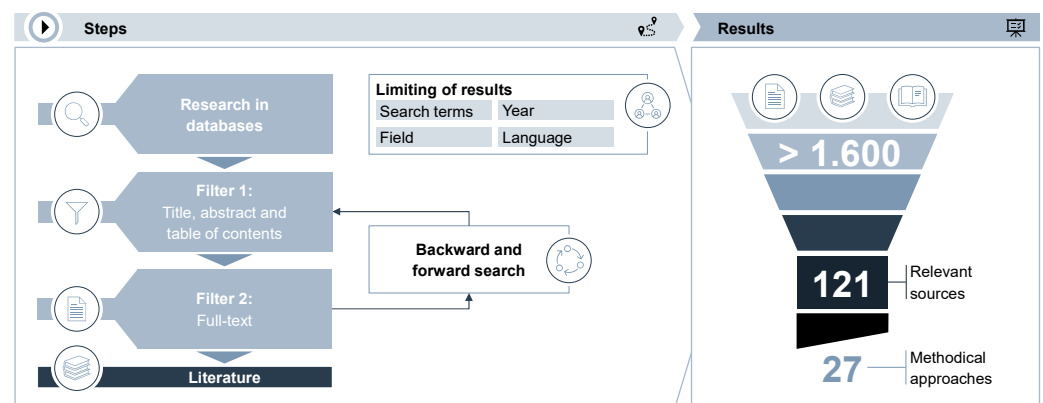 Steps
Results
Research in
databases
Limiting of results
Search terms
Year
Field
Language
Filter 1:
Title, abstract and
table of contents
Backward and
forward search
Filter 2:
Full-text
Literature
> 1.600
121
Relevant
sources
27
Methodical
approaches